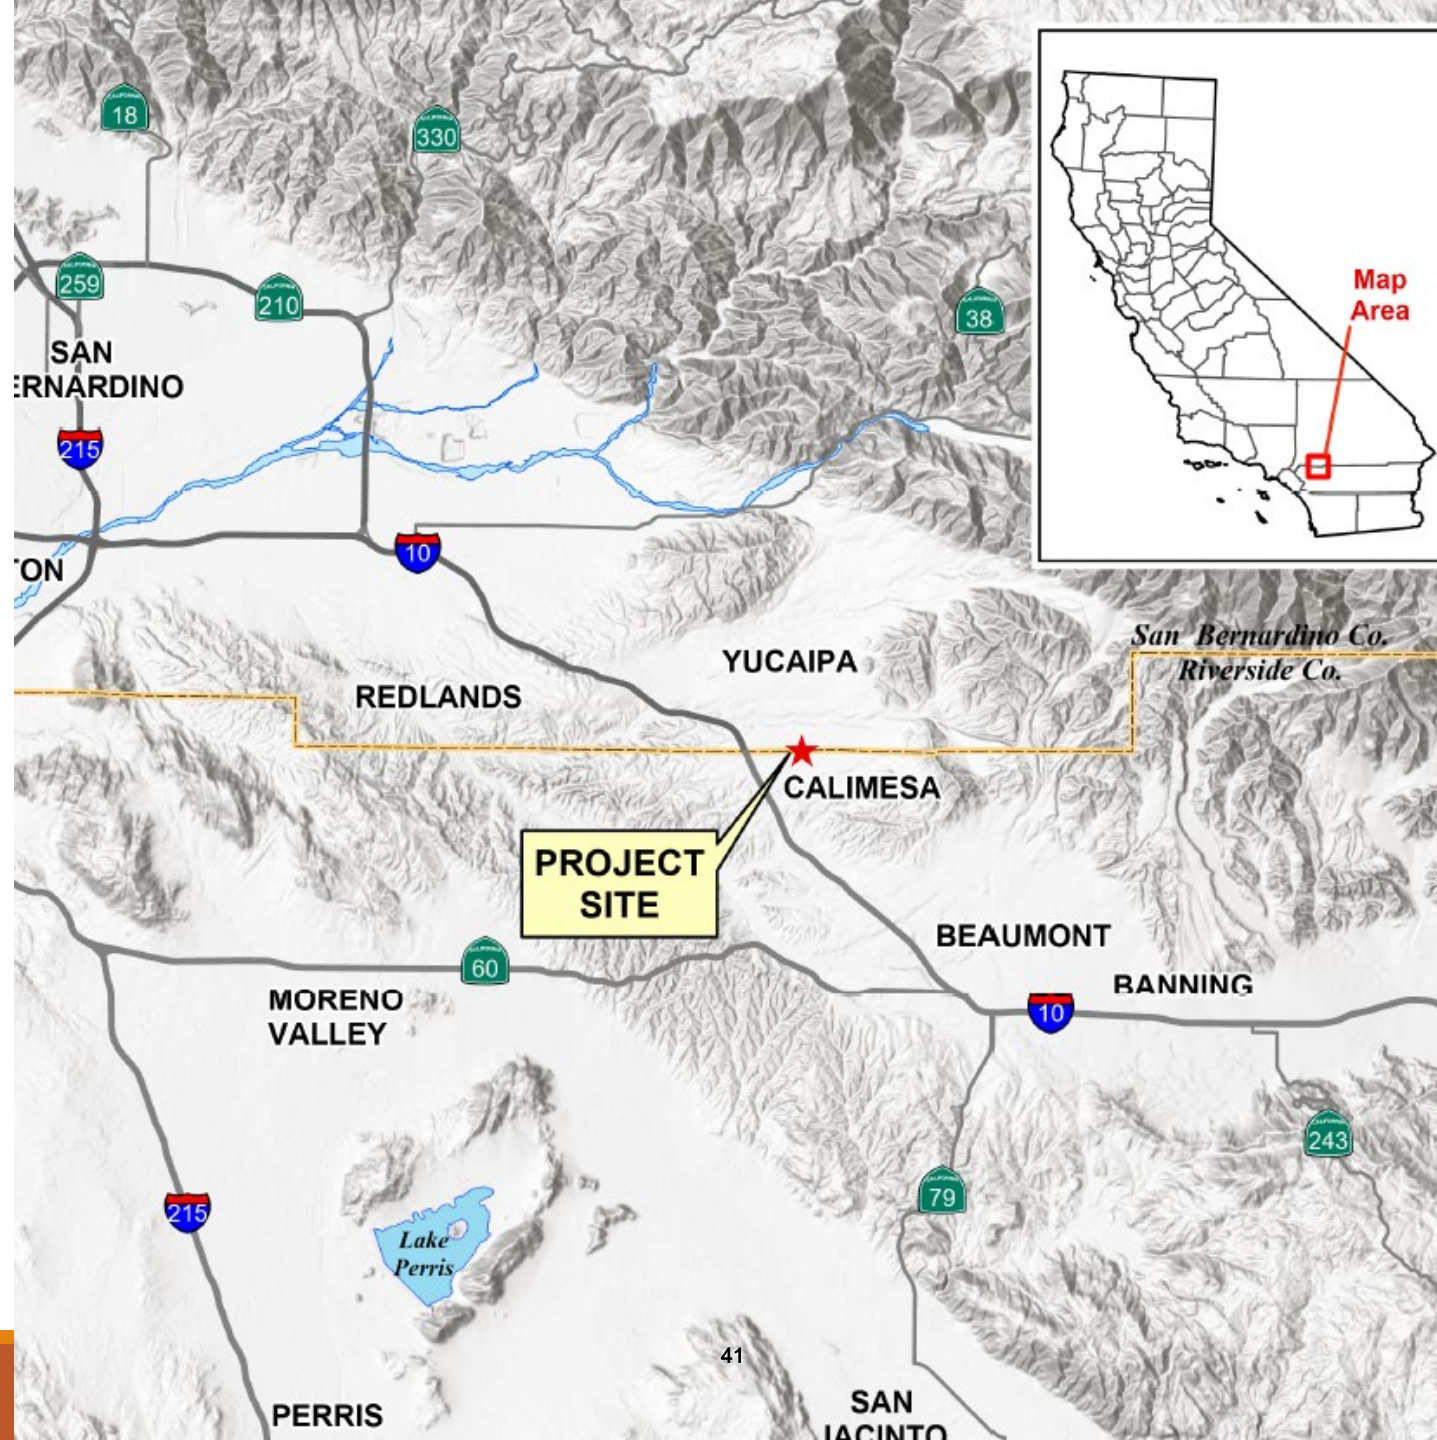 18
330
Map
Area
259
210
38
SAN
ERNARDINO
215
10
TON
San Bernardino Co.
Riverside Co.
YUCAIPA
REDLANDS
CALIMESA
PROJECT
SITE
BEAUMONT
60
BANNING
MORENO
VALLEY
10
243
79
215
Lake
Perris
41
PERRIS
SAN
JACINTO